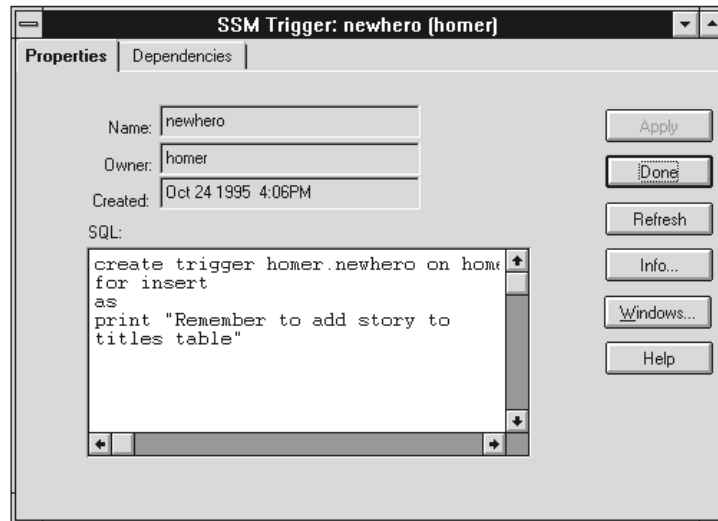 SSM Trigger: newhero (homer)
Properties
Dependencies
Name: newhero
Owner: homer
Created: Oct 24 1995 4:06PM
SQL:
create trigger homer.newhero on home
for insert
as
print "Remember to add story to
titles table"
Apply
Done
Refresh
Info...
Windows...
Help